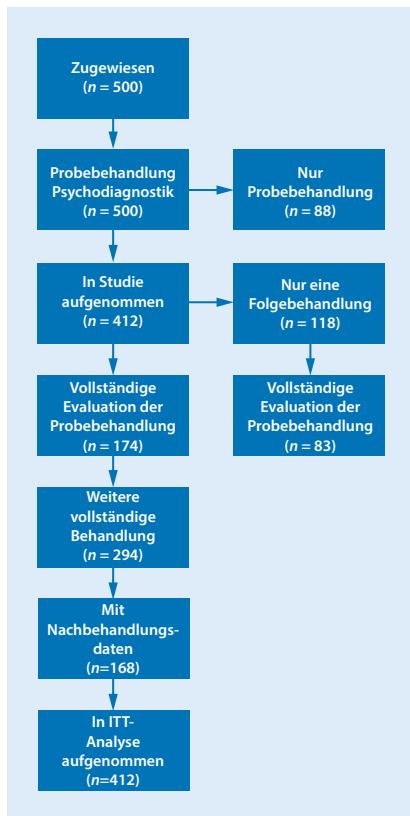 Zugewiesen
(n = 500)
Probebehandlung
Psychodiagnostik
(n = 500)
Nur
Probebehandlung
(n = 88)
In Studie
aufgenommen
(n = 412)
Nur eine
Folgebehandlung
(n = 118)
Vollständige
Evaluation der
Probebehandlung
(n = 174)
Vollständige
Evaluation der
Probebehandlung
(n = 83)
Weitere
vollständige
Behandlung
(n = 294)
Mit
Nachbehandlungs-
daten
(n=168)
In ITT-
Analyse
aufgenommen
(n=412)